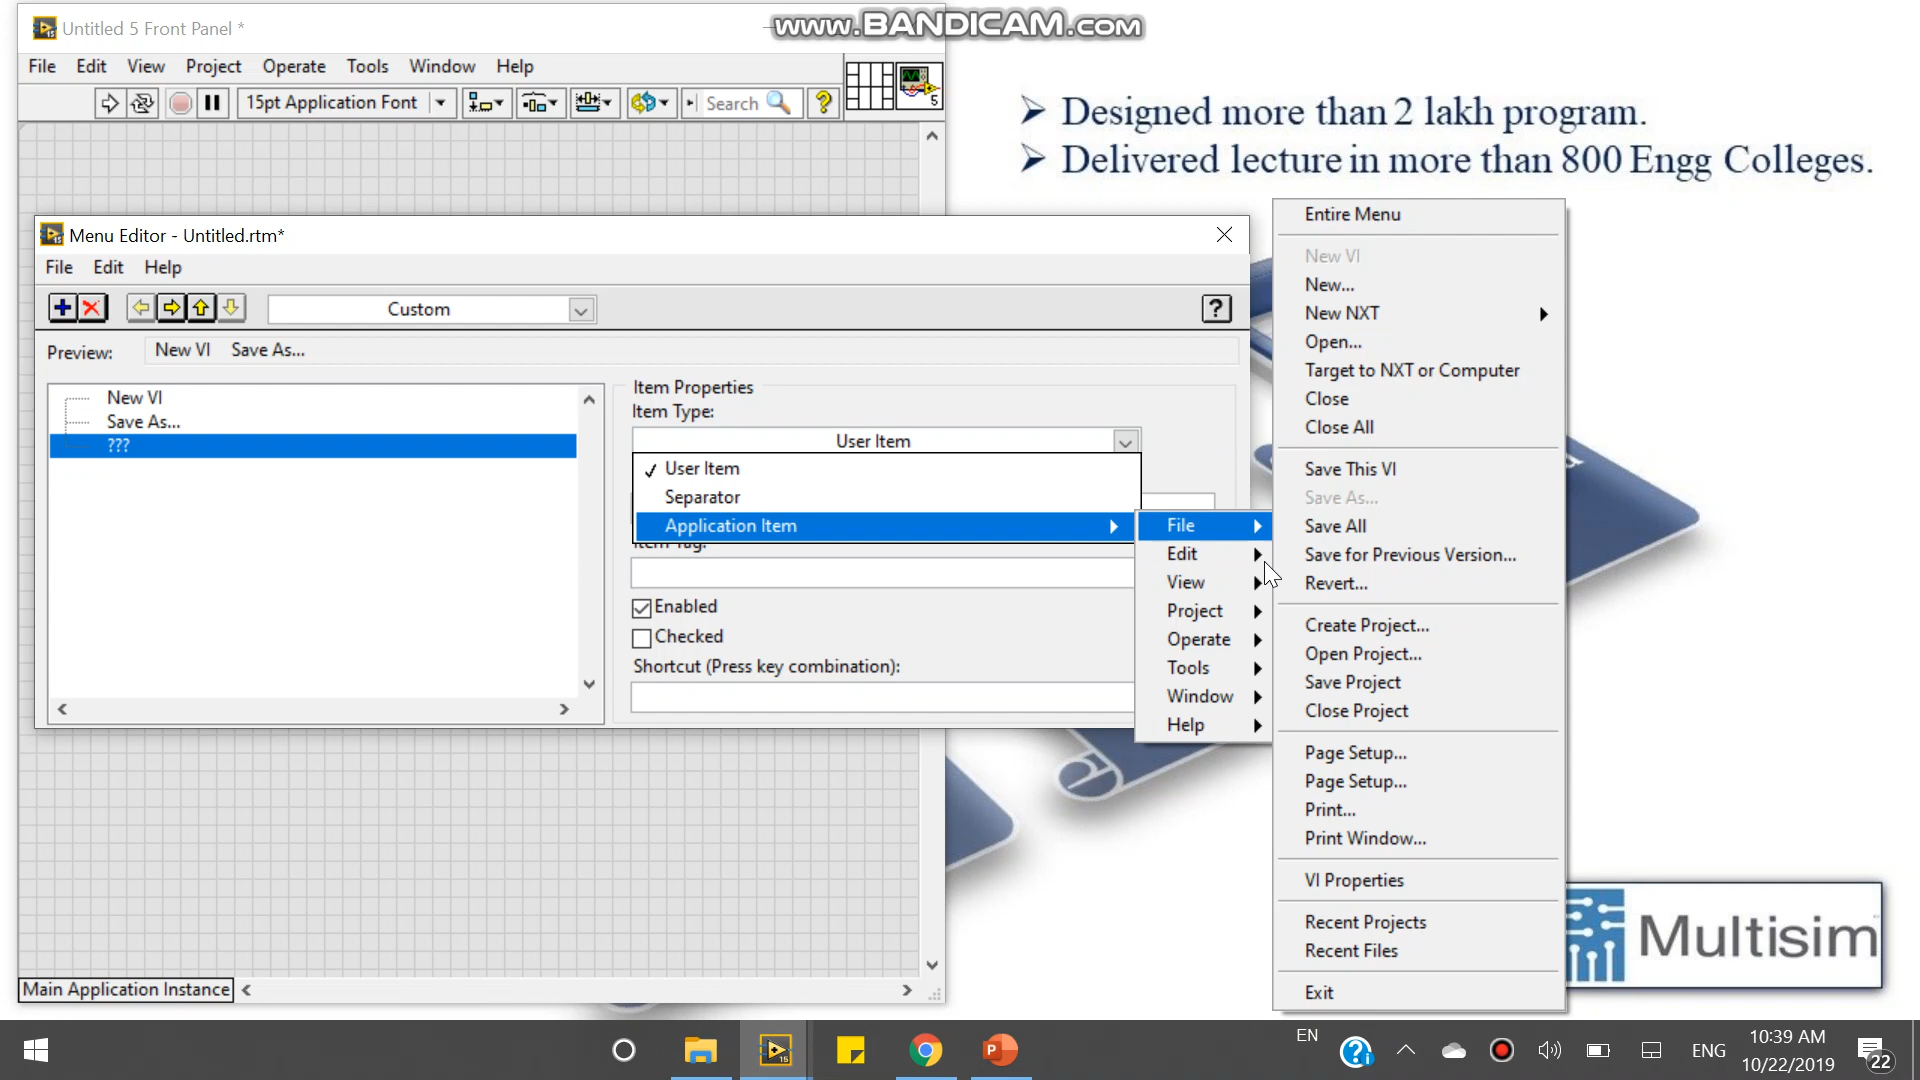 Untitled 5 Front Panel *
www.BANDICAM.com
File Edit View Project Operate Tools Window Help
15pt Application Font
Search
?
5
➢ Designed more than 2 lakh program.
➢ Delivered lecture in more than 800 Engg Colleges.
Menu Editor - Untitled.rtm*
File Edit Help
Custom
?
Preview:
New VI Save As...
New VI
Save As...
???
Item Properties
Item Type:
User Item
✓ User Item
Separator
Application Item
Item Tag:
Enabled
Checked
Shortcut (Press key combination):
File
Edit
View
Project
Operate
Tools
Window
Help
Entire Menu
New VI
New...
New NXT
Open...
Target to NXT or Computer
Close
Close All
Save This VI
Save As...
Save All
Save for Previous Version...
Revert...
Create Project...
Open Project...
Save Project
Close Project
Page Setup...
Page Setup...
Print...
Print Window...
VI Properties
Recent Projects
Recent Files
Exit
Multisim
Main Application Instance
15
P
EN
?
ENG
10:39 AM
10/22/2019
22